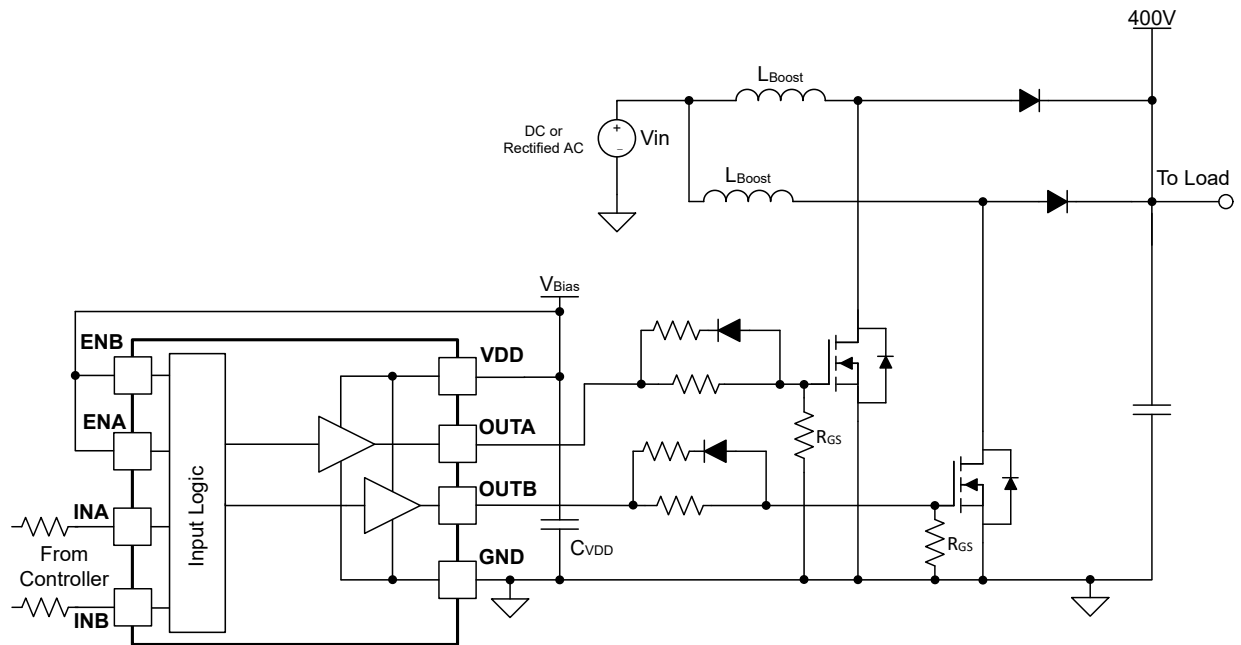 400V
LBoost
DC or
Rectified AC
+
Vin
–
LBoost
To Load
VBias
ENB
VDD
ENA
OUTA
RGS
Input Logic
INA
OUTB
From
Controller
CVDD
RGS
GND
INB